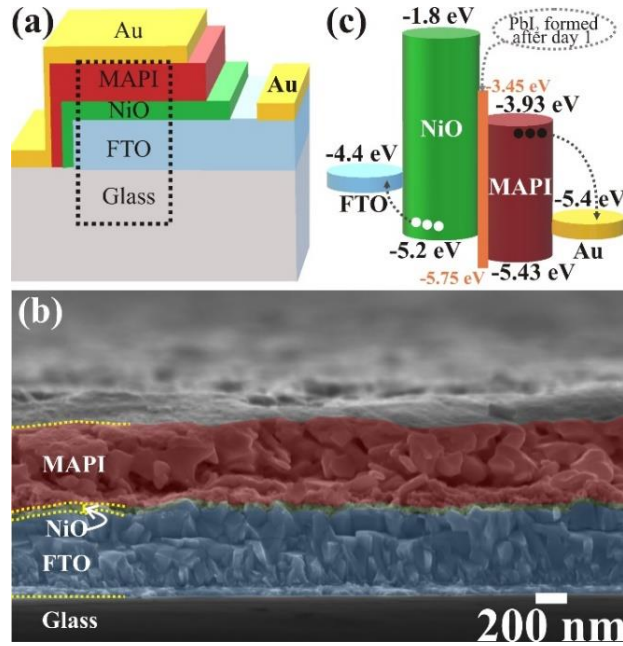 (a)
Au
MAPI
NiO
FTO
Glass
Au
(c)
-1.8 eV
PbI₂ formed
after day 1
-3.45 eV
-3.93 eV
NiO
-4.4 eV
FTO
MAPI
-5.4 eV
Au
-5.2 eV
-5.75 eV
-5.43 eV
(b)
MAPI
NiO
FTO
Glass
200 nm